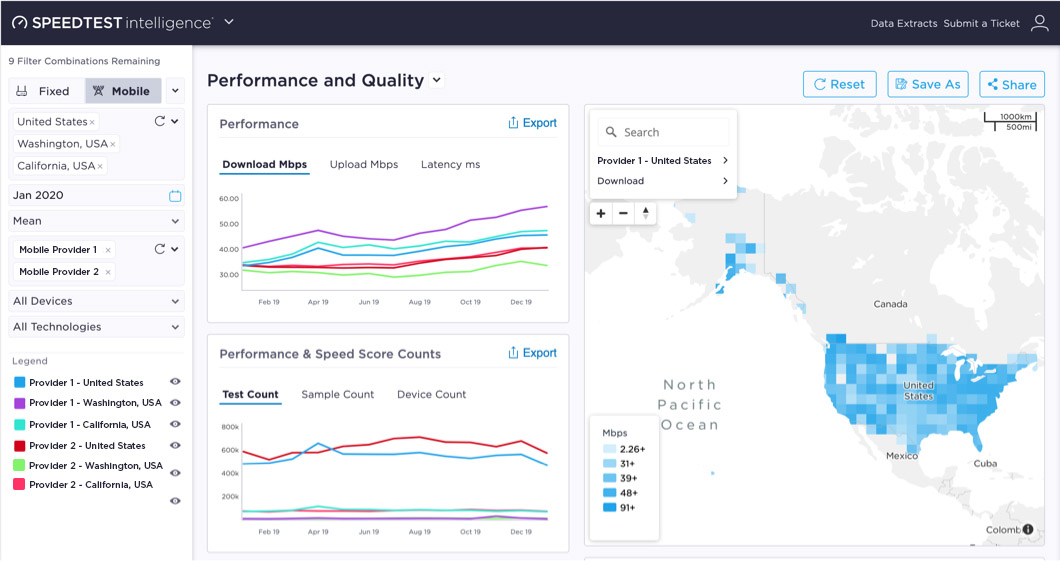 SPEEDTEST intelligence
Data Extracts Submit a Ticket
9 Filter Combinations Remaining
Fixed Mobile
United States ×
Washington, USA ×
California, USA ×
Jan 2020
Mean
Mobile Provider 1 ×
Mobile Provider 2 ×
All Devices
All Technologies
Legend
Provider 1 - United States
Provider 1 - Washington, USA
Provider 1 - California, USA
Provider 2 - United States
Provider 2 - Washington, USA
Provider 2 - California, USA
Performance and Quality
Reset Save As Share
Performance Export
Download Mbps Upload Mbps Latency ms
60.00
50.00
40.00
30.00
Feb 19 Apr 19 Jun 19 Aug 19 Oct 19 Dec 19
Performance & Speed Score Counts Export
Test Count Sample Count Device Count
800k
600k
400k
200k
Feb 19 Apr 19 Jun 19 Aug 19 Oct 19 Dec 19
Search
Provider 1 - United States
Download
+ −
1000km
500mi
Canada
United
States
North
Pacific
Ocean
Mexico
Cuba
Colomb
Mbps
2.26+
31+
39+
48+
91+